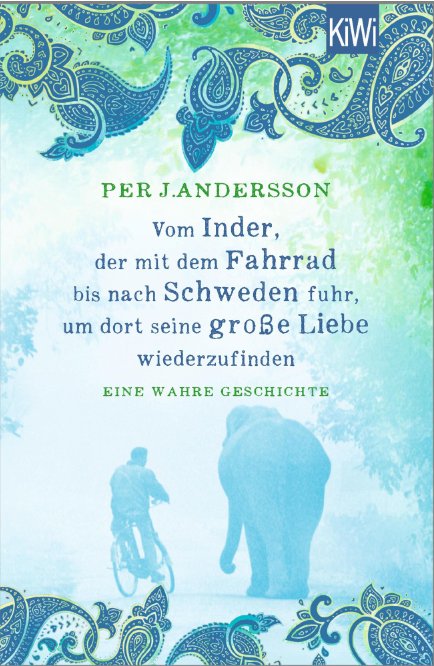 KiWi
PER J.ANDERSSON
Vom Inder,
der mit dem Fahrrad
bis nach Schweden fuhr,
um dort seine große Liebe
wiederzufinden
EINE WAHRE GESCHICHTE